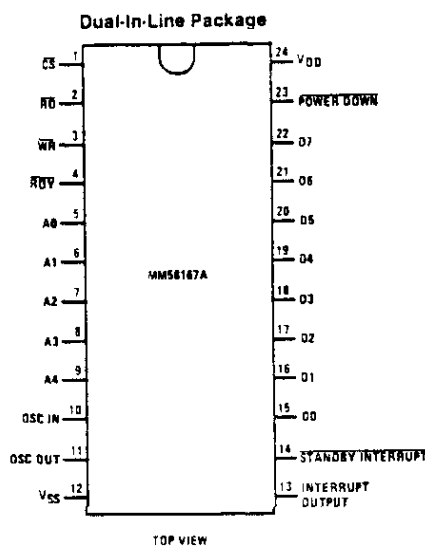 Dual-In-Line Package
CS 1
RD 2
WR 3
RDY 4
A0 5
A1 6
A2 7
A3 8
A4 9
OSC IN 10
OSC OUT 11
VSS 12
MM58167A
24 VDD
23 POWER DOWN
22 D7
21 D6
20 D5
19 D4
18 D3
17 D2
16 D1
15 D0
14 STANDBY INTERRUPT
13 INTERRUPT
OUTPUT
TOP VIEW